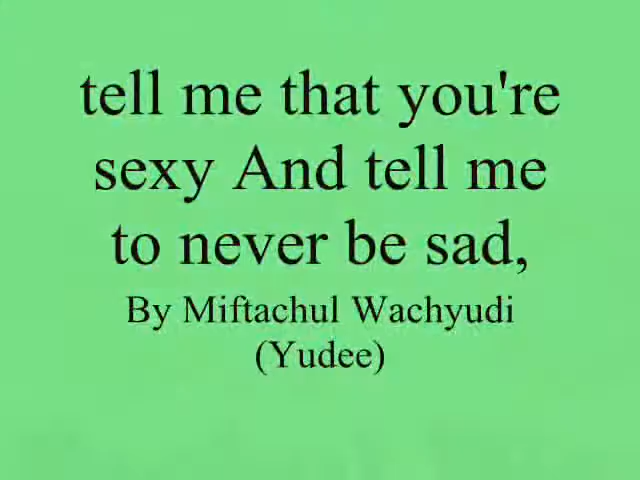 tell me that you're
sexy And tell me
to never be sad,
By Miftachul Wachyudi
(Yudee)